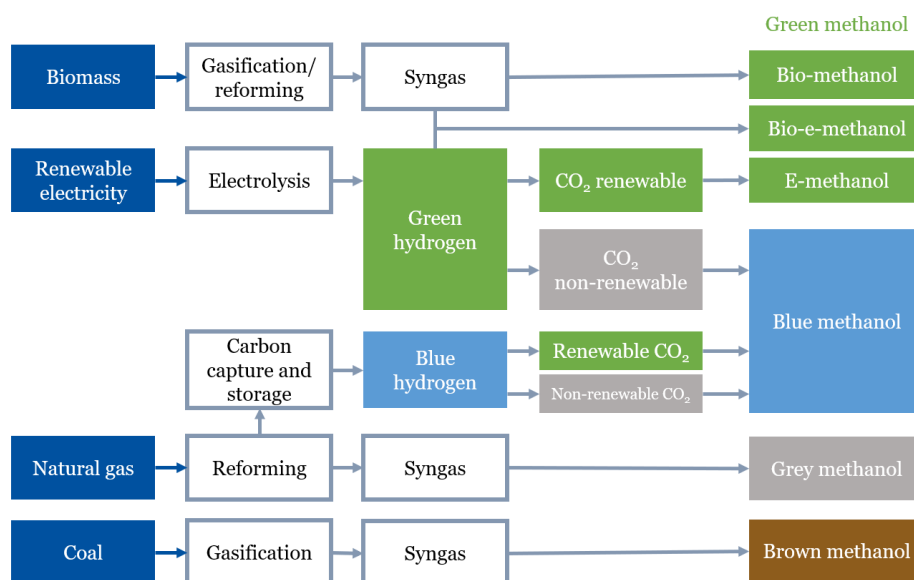 Green methanol
Biomass
Gasification/
reforming
Syngas
Bio-methanol
Bio-e-methanol
Renewable
electricity
Electrolysis
Green
hydrogen
CO₂ renewable
E-methanol
CO₂
non-renewable
Blue methanol
Carbon
capture and
storage
Blue
hydrogen
Renewable CO₂
Non-renewable CO₂
Natural gas
Reforming
Syngas
Grey methanol
Coal
Gasification
Syngas
Brown methanol